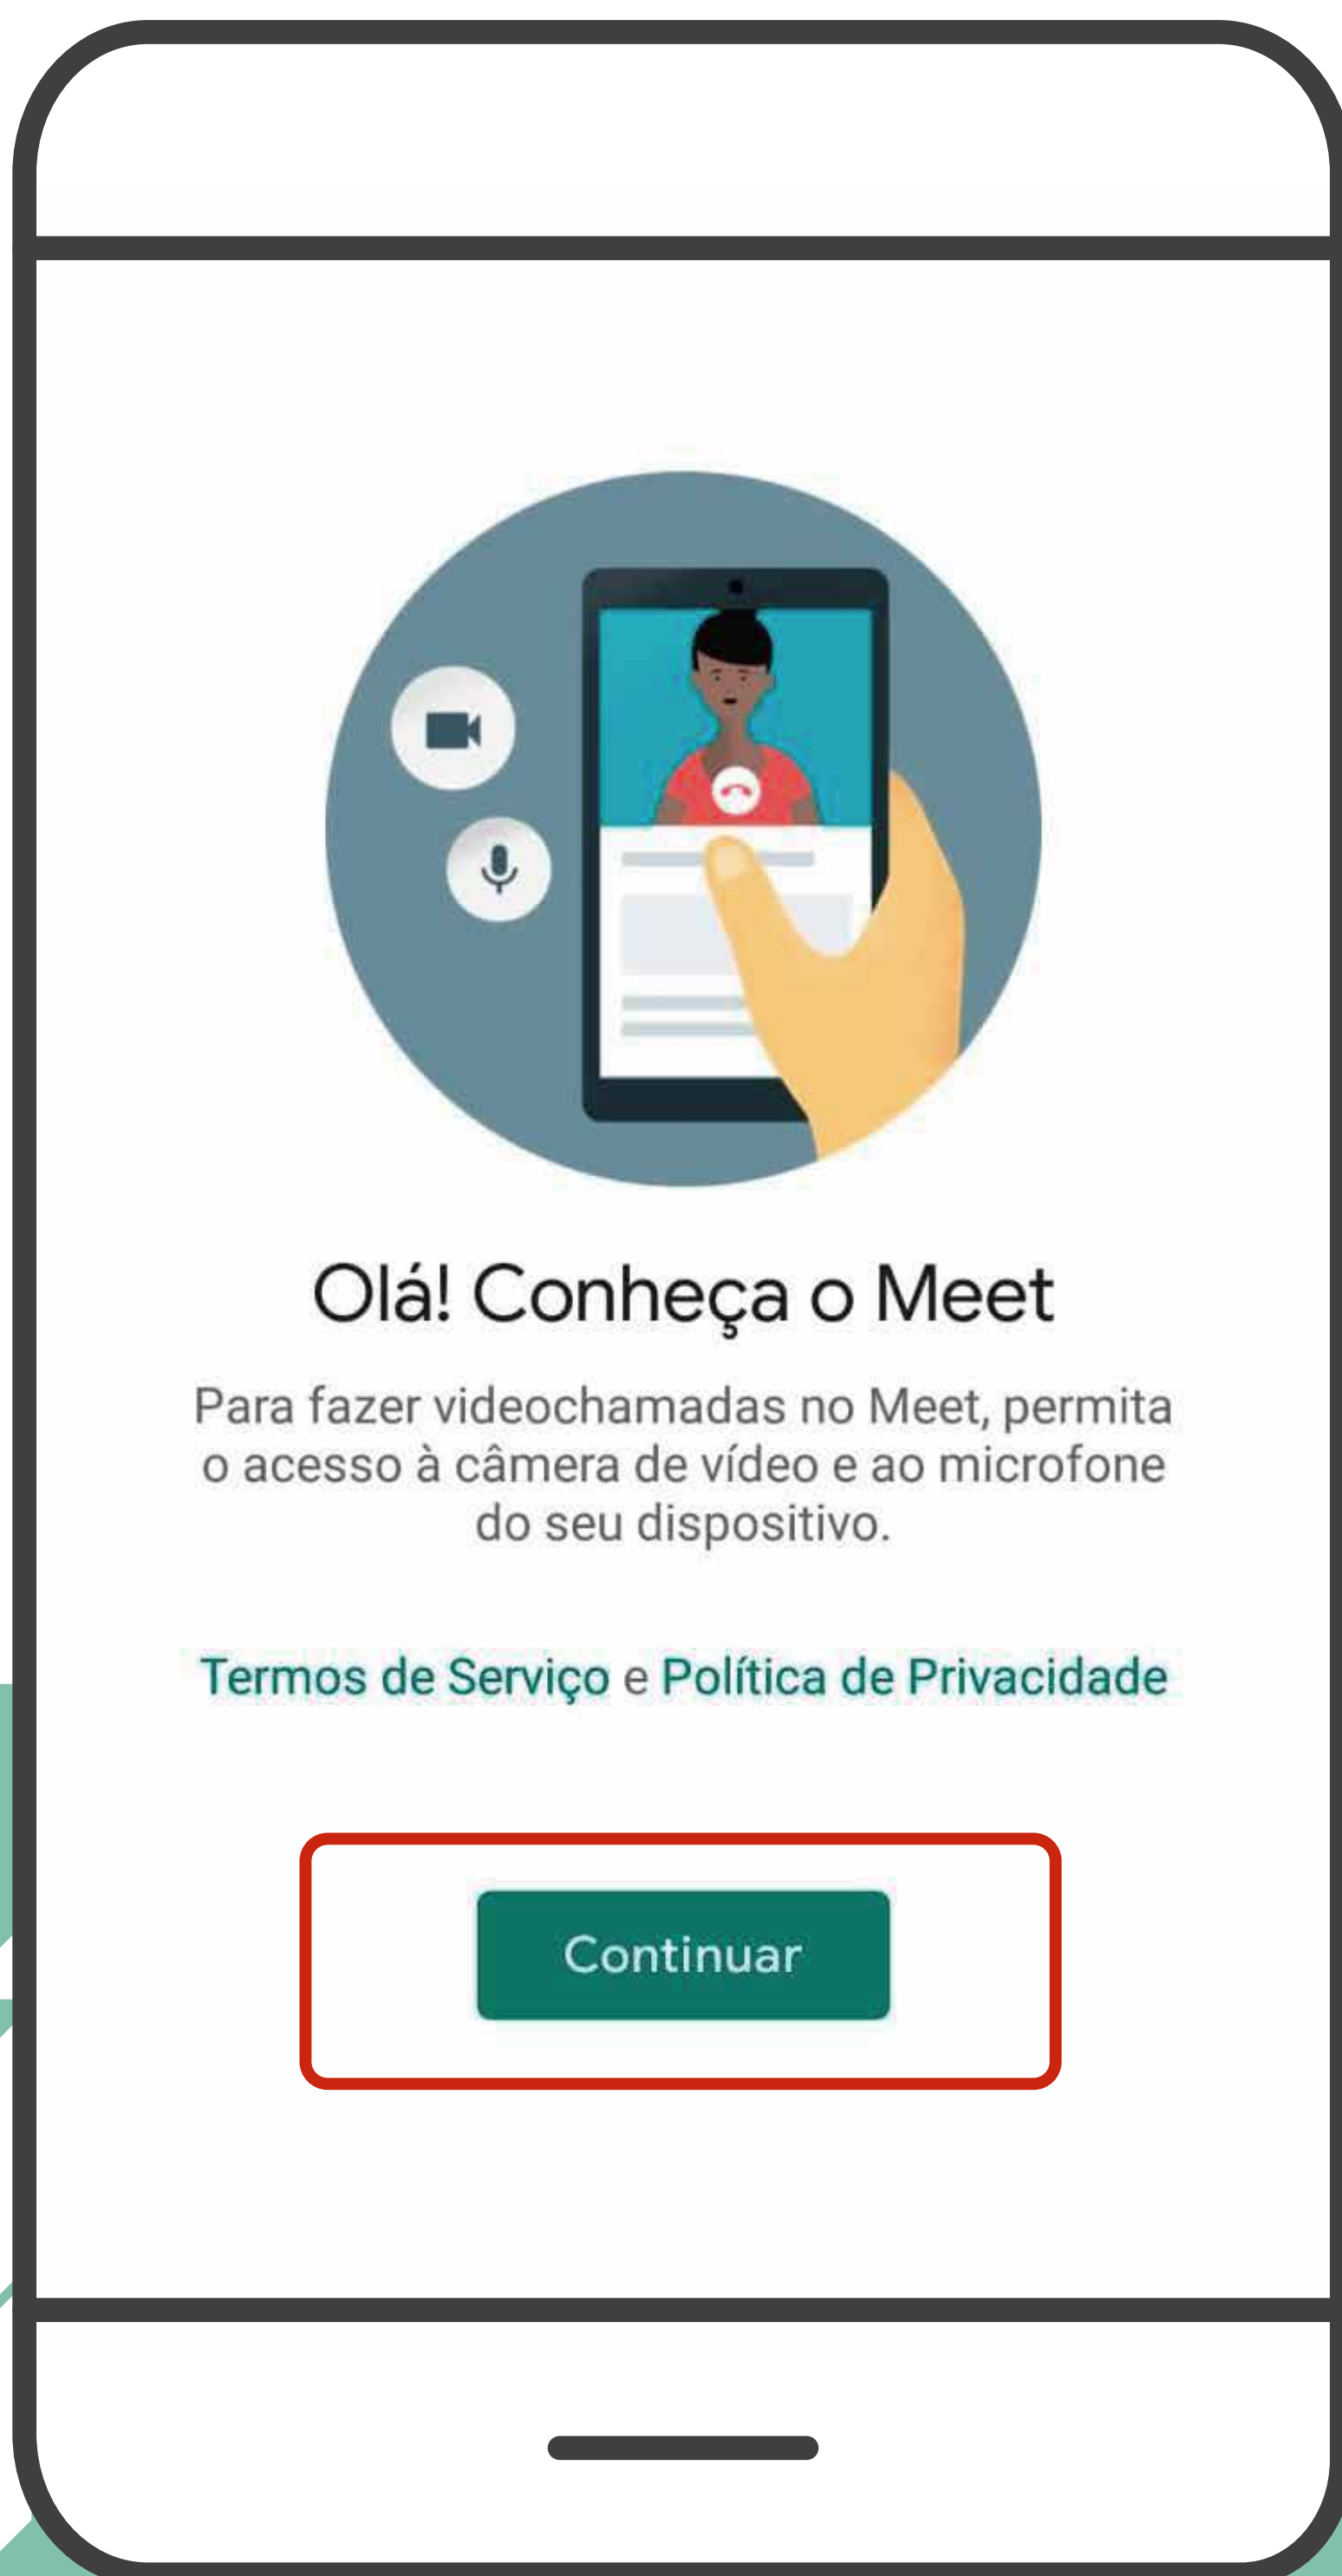 Olá! Conheça o Meet
Para fazer videochamadas no Meet, permita
o acesso à câmera de vídeo e ao microfone
do seu dispositivo.
Termos de Serviço e Política de Privacidade
Continuar